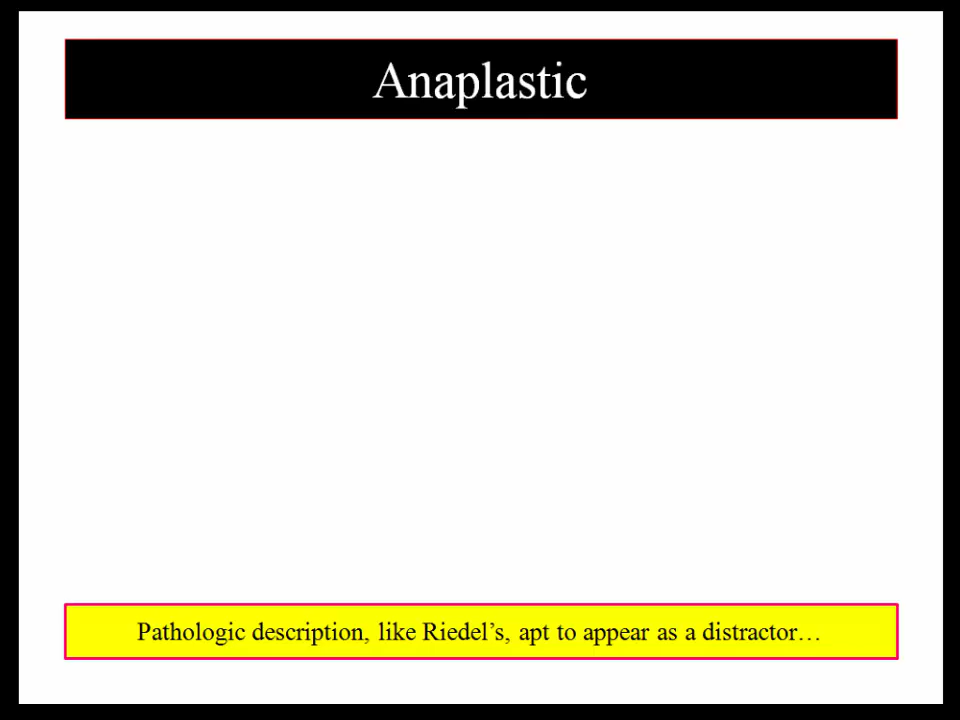 Anaplastic
Pathologic description, like Riedel’s, apt to appear as a distractor…